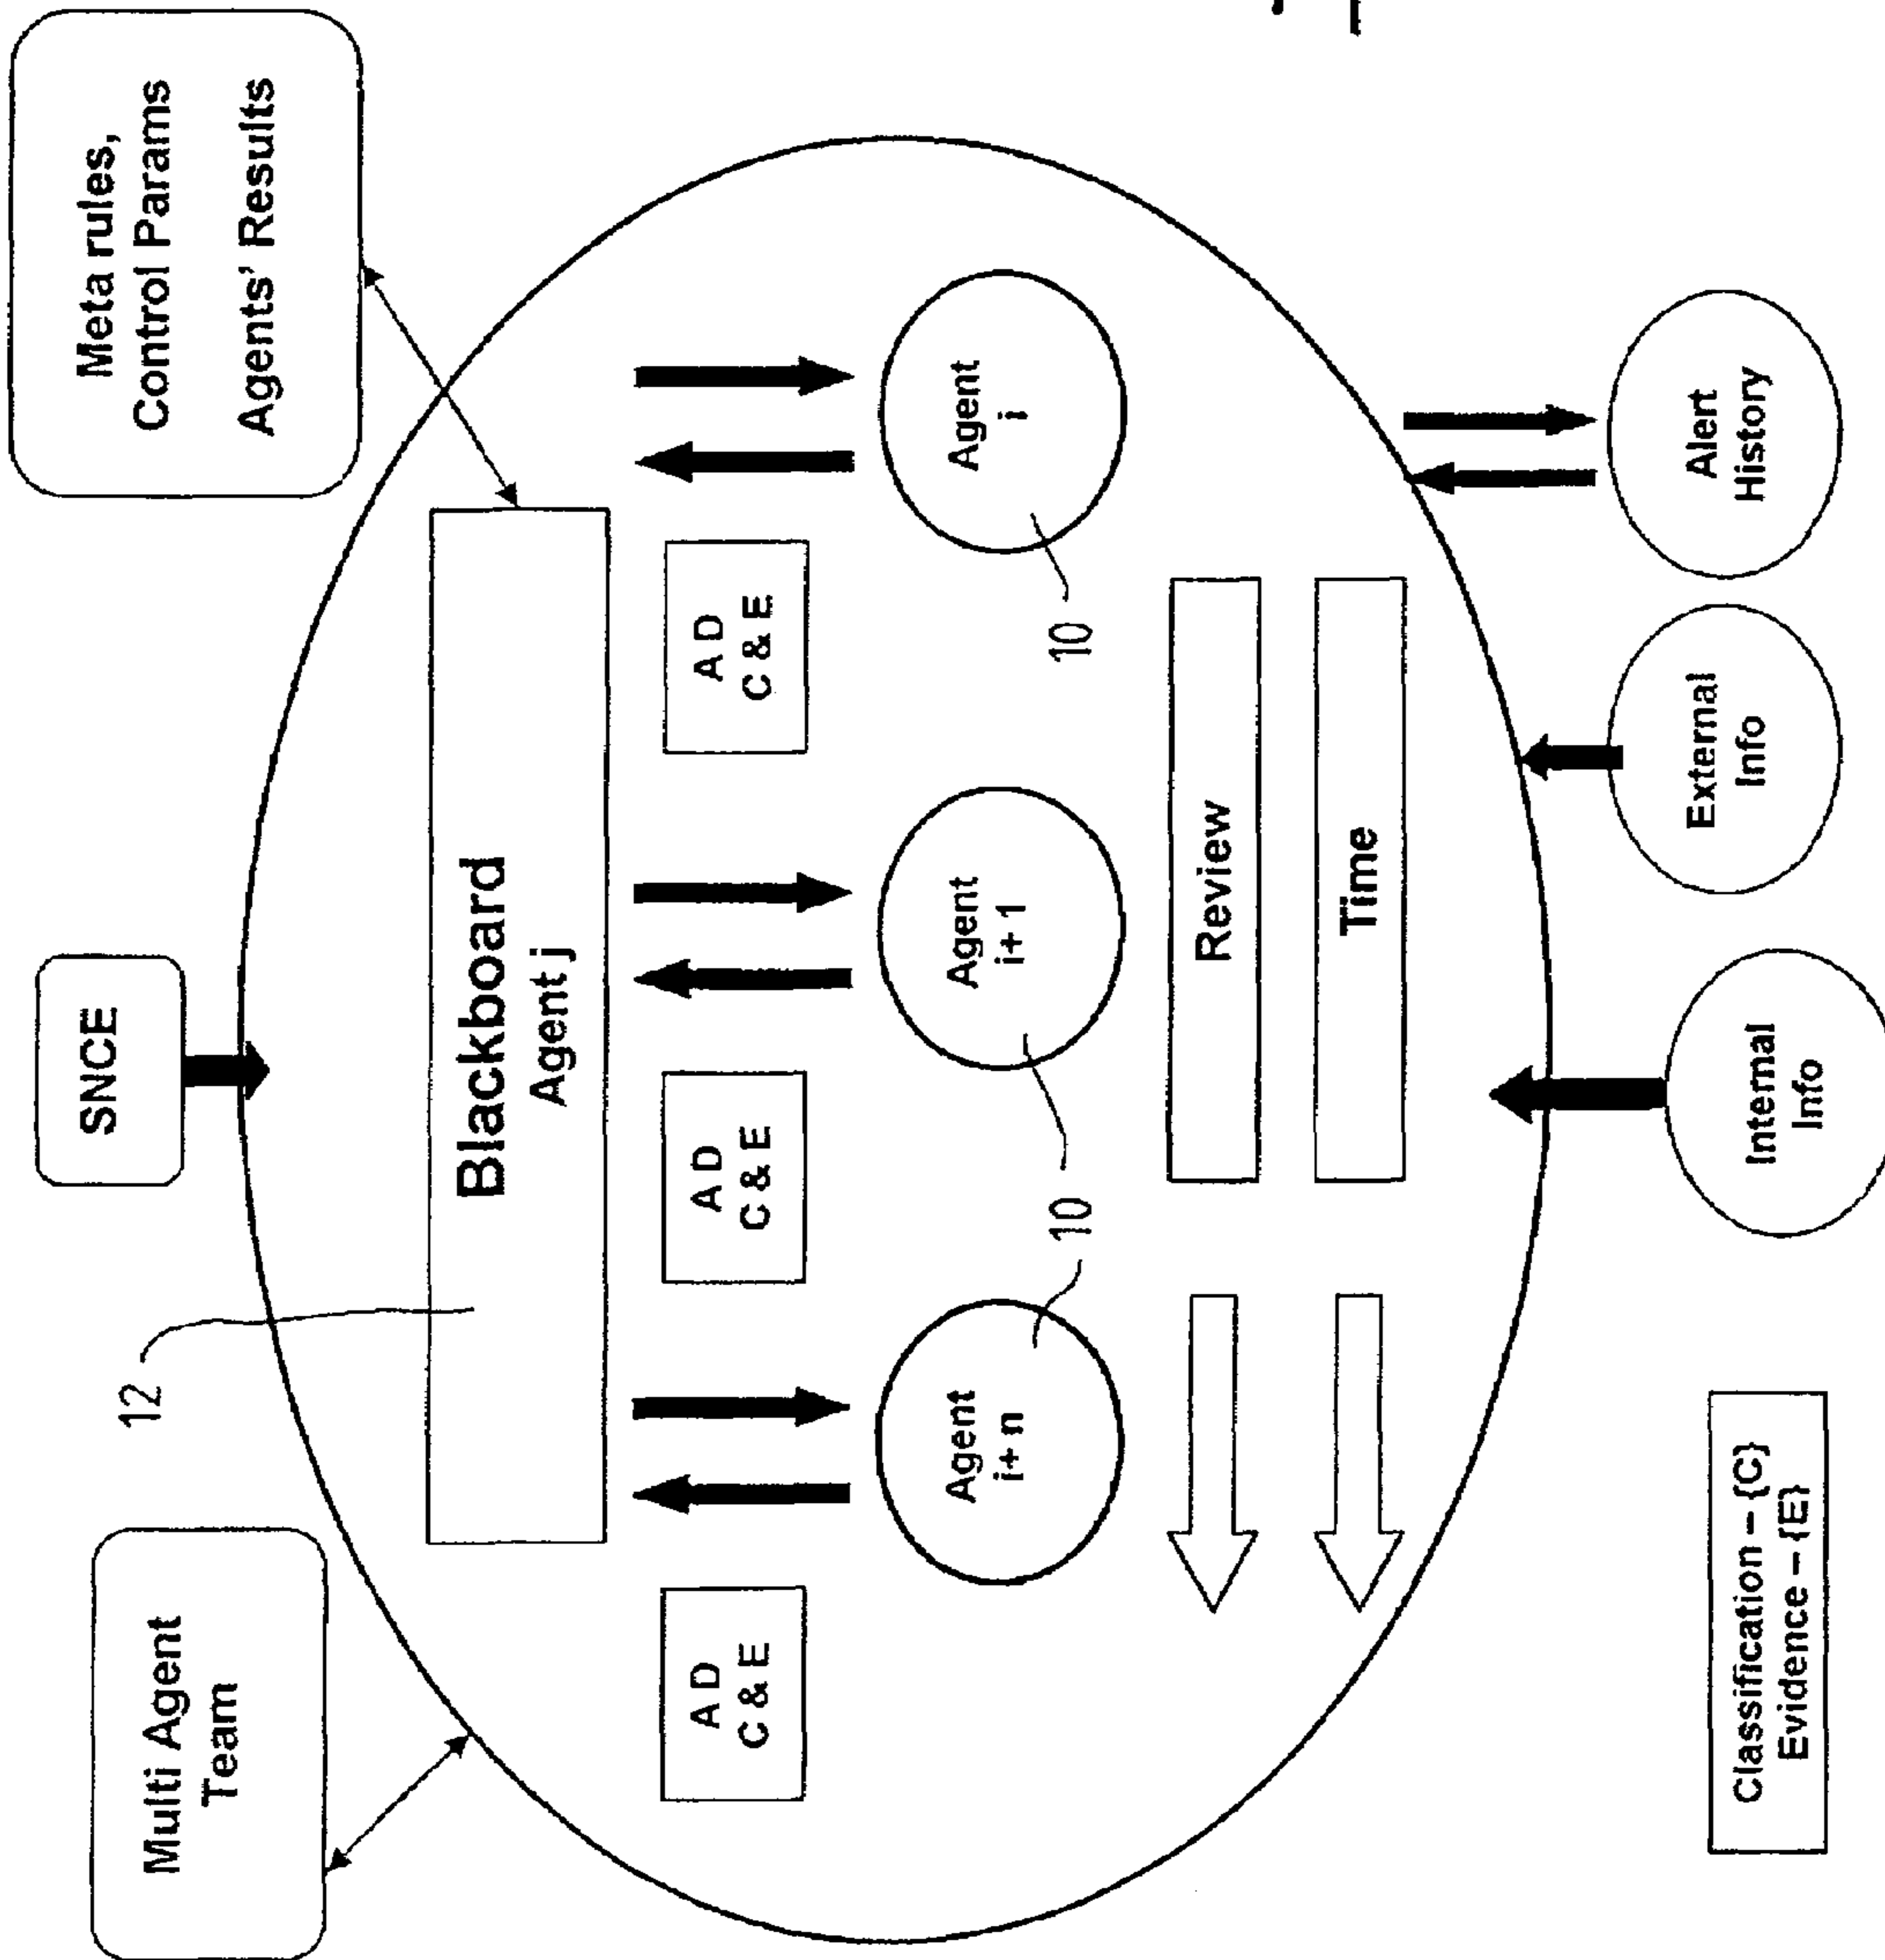 Multi Agent
Team
SNCE
Meta rules,
Control Params
Agents' Results
12
Blackboard
Agent j
A D
C & E
A D
C & E
A D
C & E
Agent
i+ n
Agent
i+ 1
Agent
i
10
10
10
Review
Time
Internal
Info
External
Info
Alert
History
Classification – {C}
Evidence – {E}